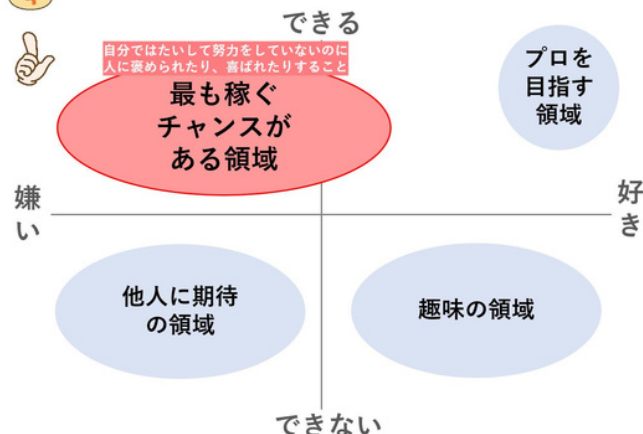 できる
自分ではたいして努力をしていないのに
人に褒められたり、喜ばれたりすること
最も稼ぐ
チャンスが
ある領域
プロを
目指す
領域
嫌い
好き
他人に期待
の領域
趣味の領域
できない